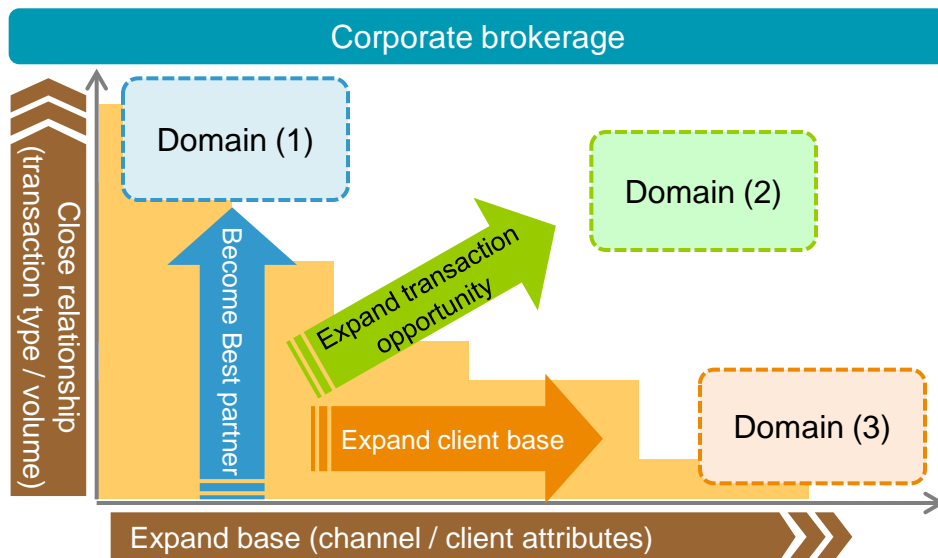 Corporate brokerage
Close relationship
(transaction type / volume)
Domain (1)
Domain (2)
Domain (3)
Become Best partner
Expand transaction
opportunity
Expand client base
Expand base (channel / client attributes)